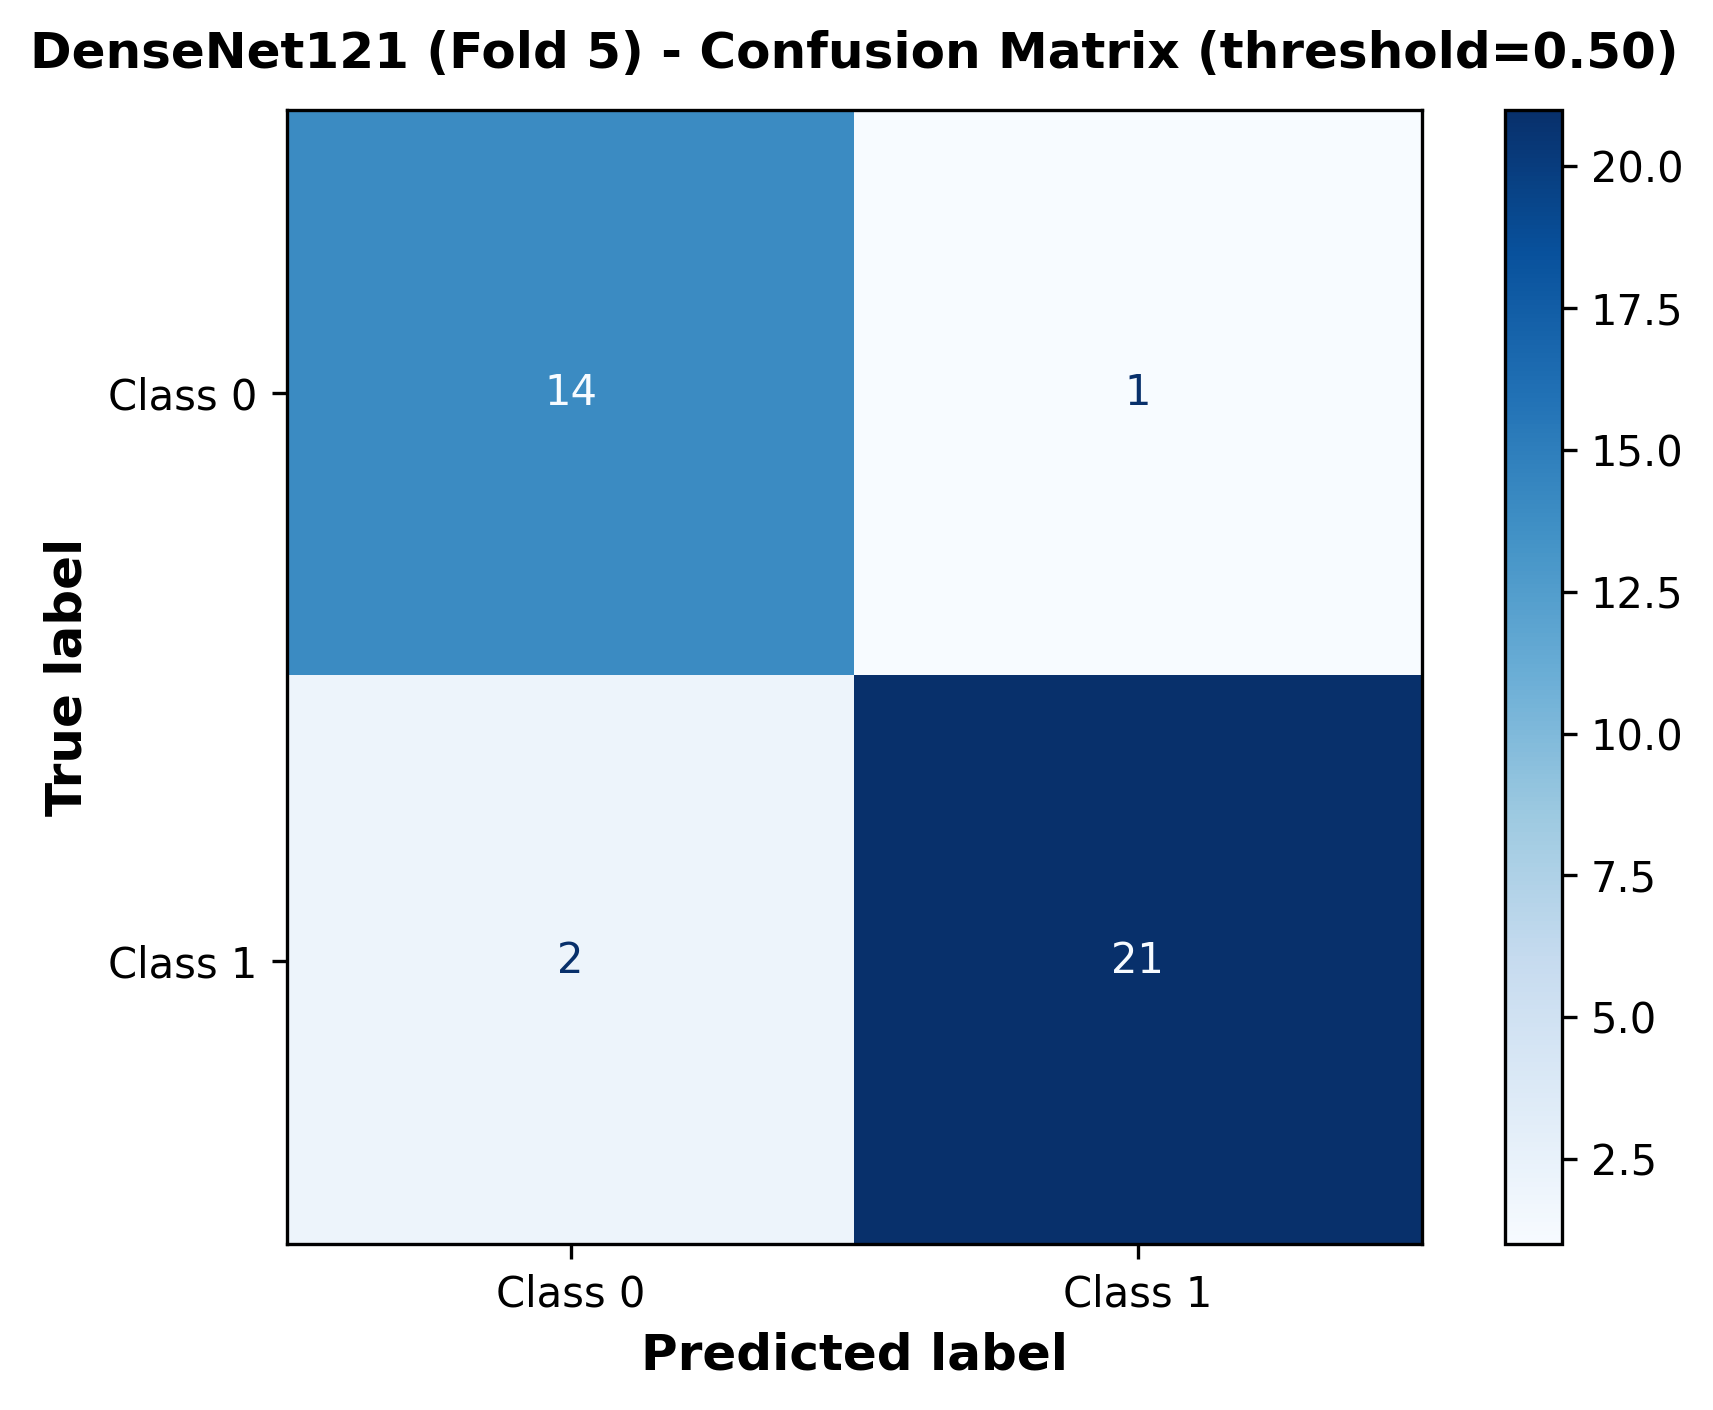 DenseNet121 (Fold 5) - Confusion Matrix (threshold=0.50)
True label
Class 0
Class 1
14
1
2
21
Class 0
Class 1
Predicted label
20.0
17.5
15.0
12.5
10.0
7.5
5.0
2.5